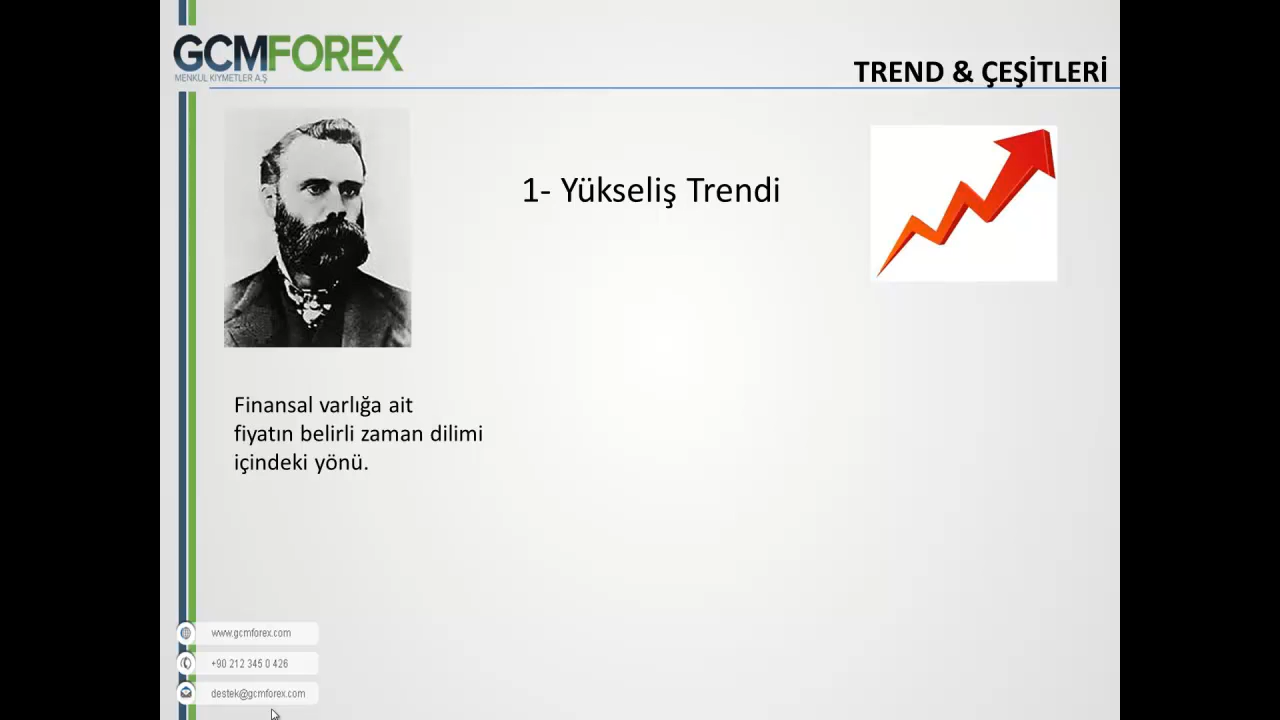 GCMFOREX
MENKUL KIYMETLER A.Ş
TREND & ÇEŞİTLERİ
1- Yükseliş Trendi
Finansal varlığa ait
fiyatın belirli zaman dilimi
içindeki yönü.
www.gcmforex.com
+90 212 345 0 426
destek@gcmforex.com